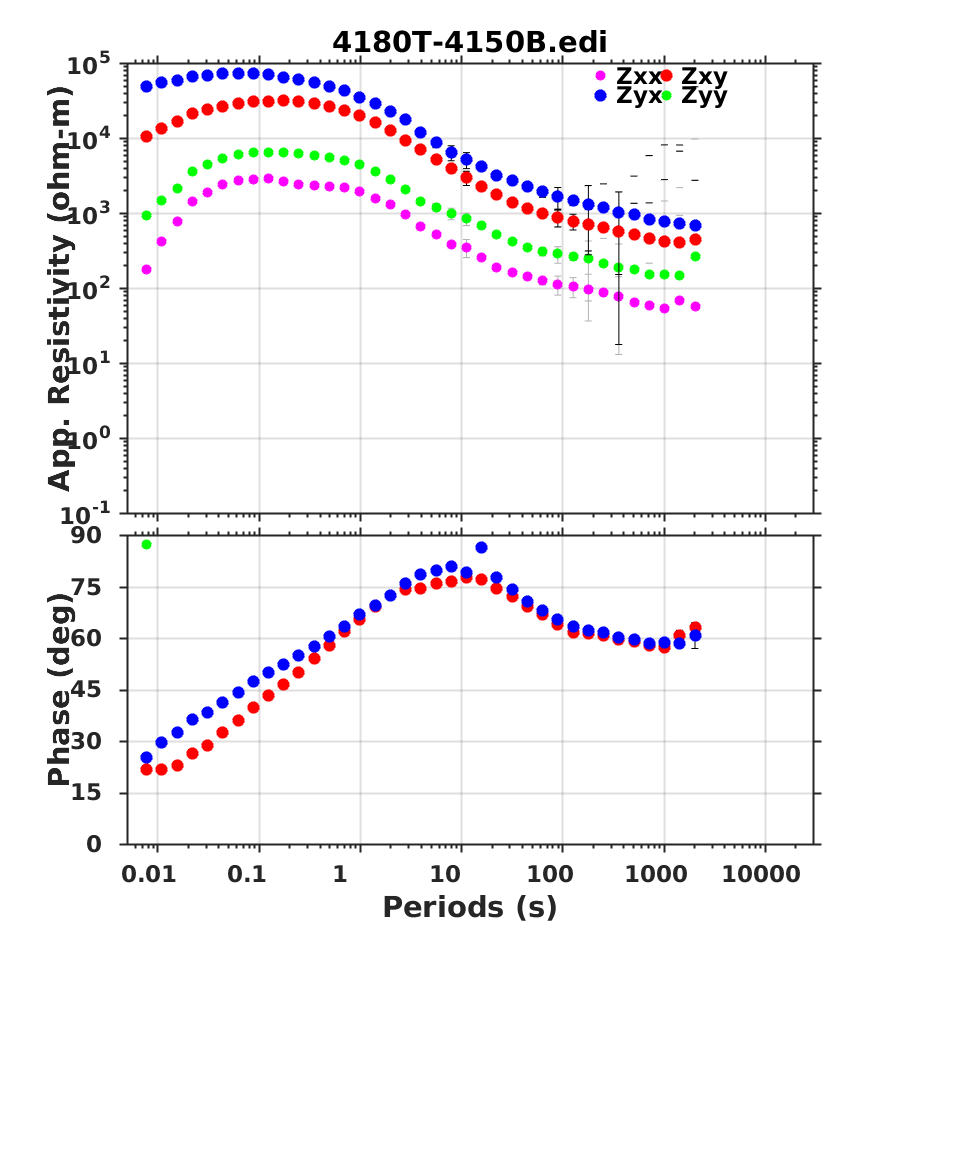 4180T-4150B.edi
Zxx Zxy
Zyx Zyy
App. Resistivity (ohm-m)
10^5
10^4
10^3
10^2
10^1
10^0
10^-1
Phase (deg)
90
75
60
45
30
15
0
0.01 0.1 1 10 100 1000 10000
Periods (s)